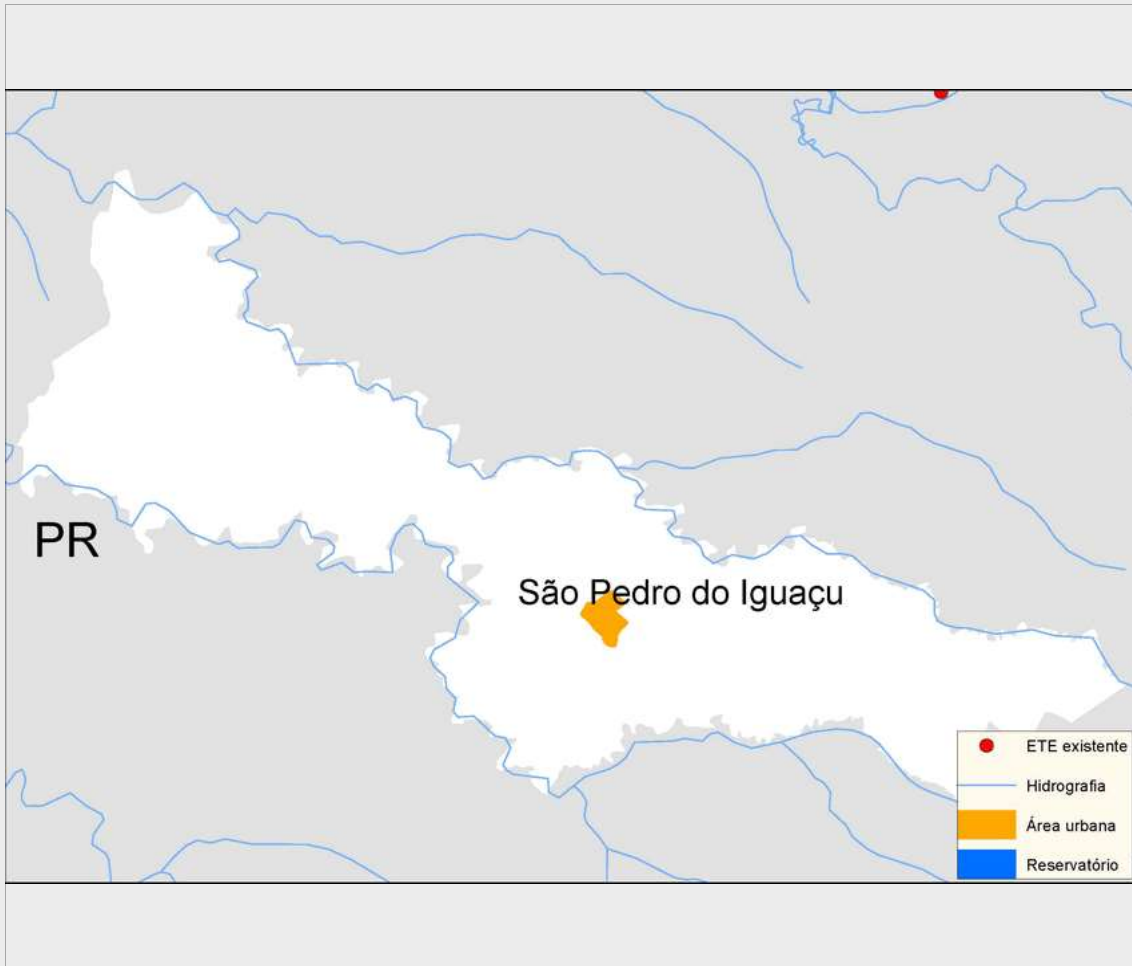 PR
São Pedro do Iguaçu
ETE existente
Hidrografia
Área urbana
Reservatório